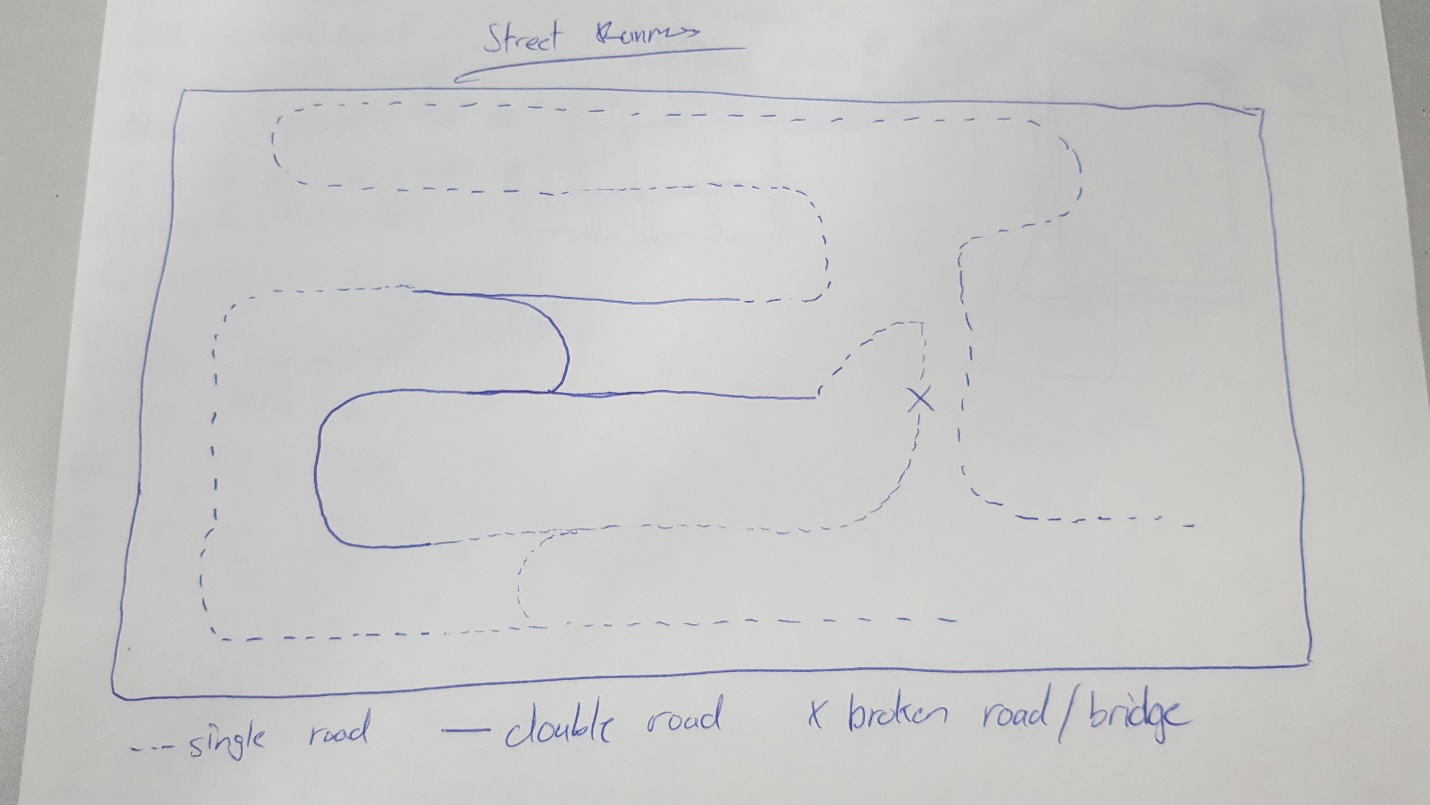 Street
--- single road — double road x broken road/bridge